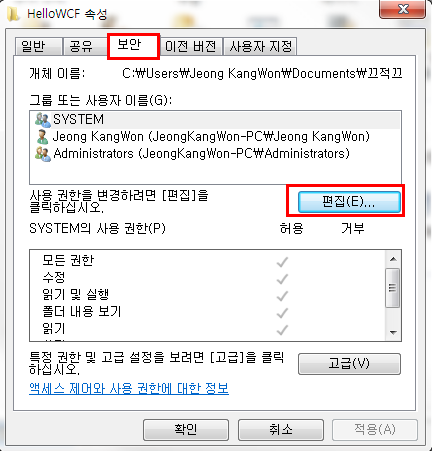 HelloWCF 속성
일반 공유 보안 이전 버전 사용자 지정
개체 이름: C:₩Users₩Jeong KangWon₩Documents₩끄적끄
그룹 또는 사용자 이름(G):
SYSTEM
Jeong KangWon (JeongKangWon-PC₩Jeong KangWon)
Administrators (JeongKangWon-PC₩Administrators)
사용 권한을 변경하려면 [편집]을
클릭하십시오.
편집(E)...
SYSTEM의 사용 권한(P) 허용 거부
모든 권한
수정
읽기 및 실행
폴더 내용 보기
읽기
특정 권한 및 고급 설정을 보려면 [고급]을 클릭
하십시오.
고급(V)
액세스 제어와 사용 권한에 대한 정보
확인 취소 적용(A)